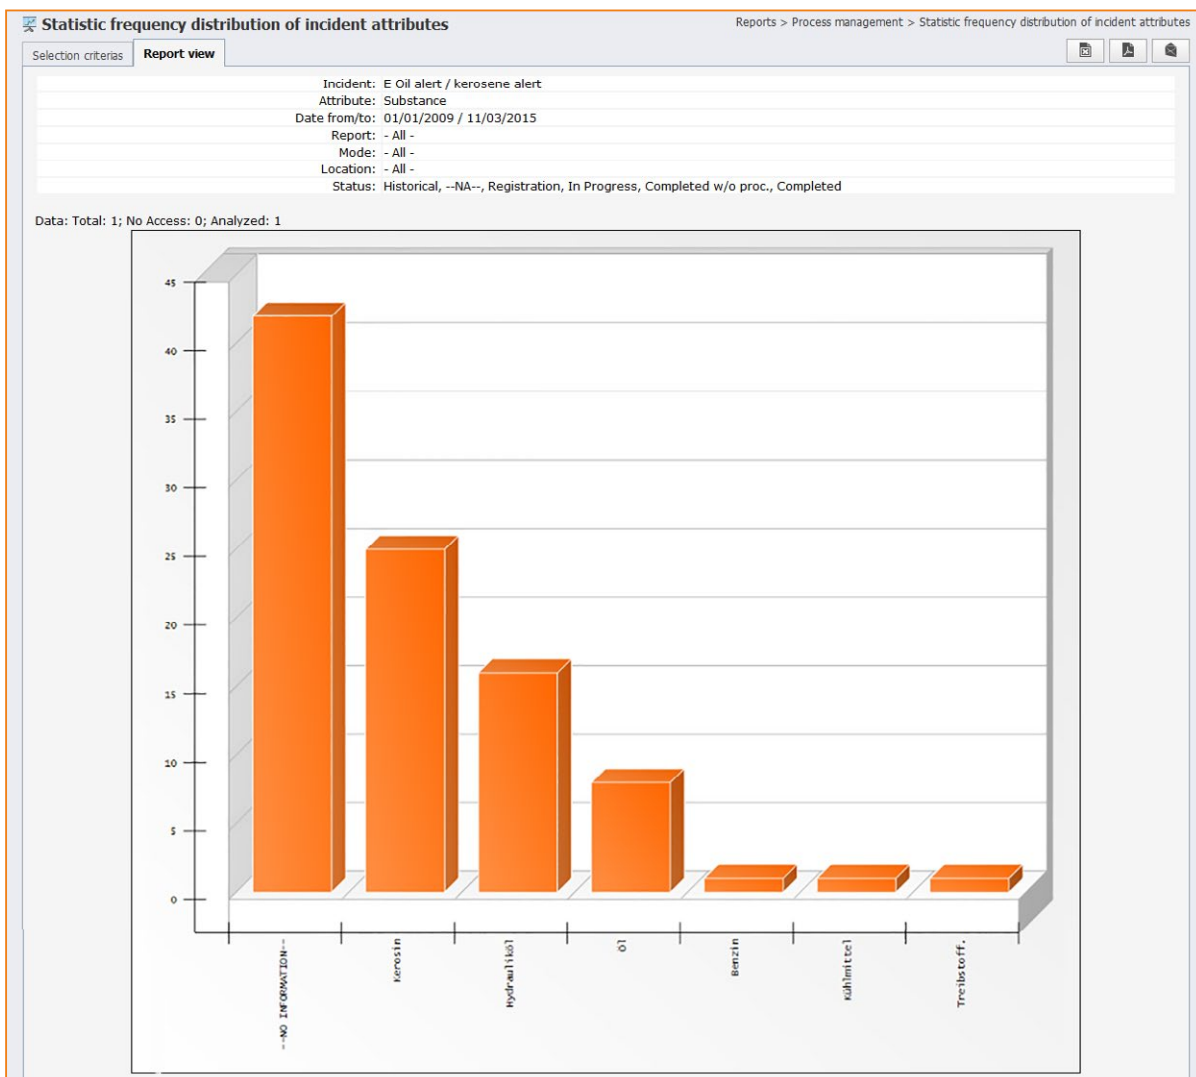 Statistic frequency distribution of incident attributes
Reports > Process management > Statistic frequency distribution of incident attributes
Selection criterias
Report view
Incident: E Oil alert / kerosene alert
Attribute: Substance
Date from/to: 01/01/2009 / 11/03/2015
Report: - All -
Mode: - All -
Location: - All -
Status: Historical, --NA--, Registration, In Progress, Completed w/o proc., Completed
Data: Total: 1; No Access: 0; Analyzed: 1
45
40
35
30
25
20
15
10
5
0
--NO INFORMATION--
Kerosin
Hydrauliköl
Öl
Benzin
Kühlmittel
Treibstoff.